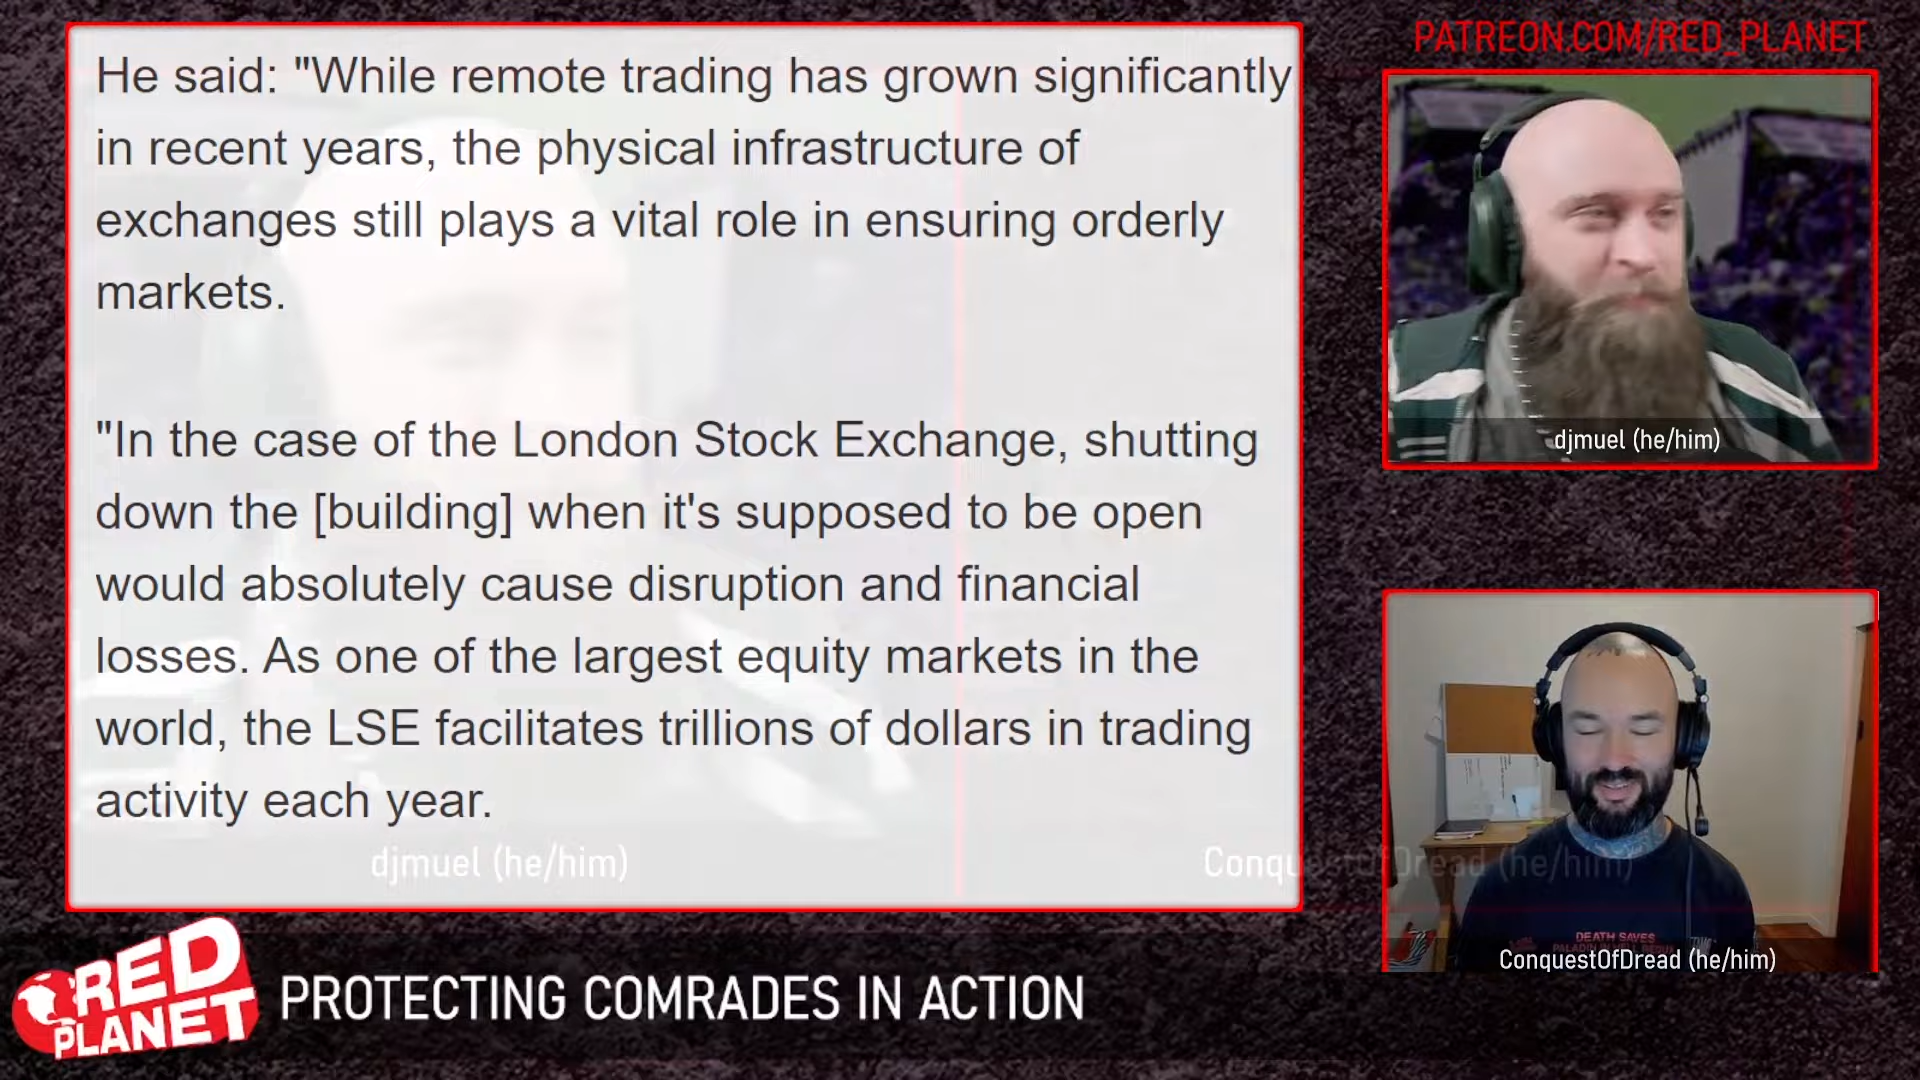 PATREON.COM/RED_PLANET
He said: "While remote trading has grown significantly
in recent years, the physical infrastructure of
exchanges still plays a vital role in ensuring orderly
markets.
"In the case of the London Stock Exchange, shutting
down the [building] when it's supposed to be open
would absolutely cause disruption and financial
losses. As one of the largest equity markets in the
world, the LSE facilitates trillions of dollars in trading
activity each year.
djmuel (he/him)
ConquestOfDread (he/him)
djmuel (he/him)
DEATH SAVES
ConquestOfDread (he/him)
RED
PLANET
PROTECTING COMRADES IN ACTION